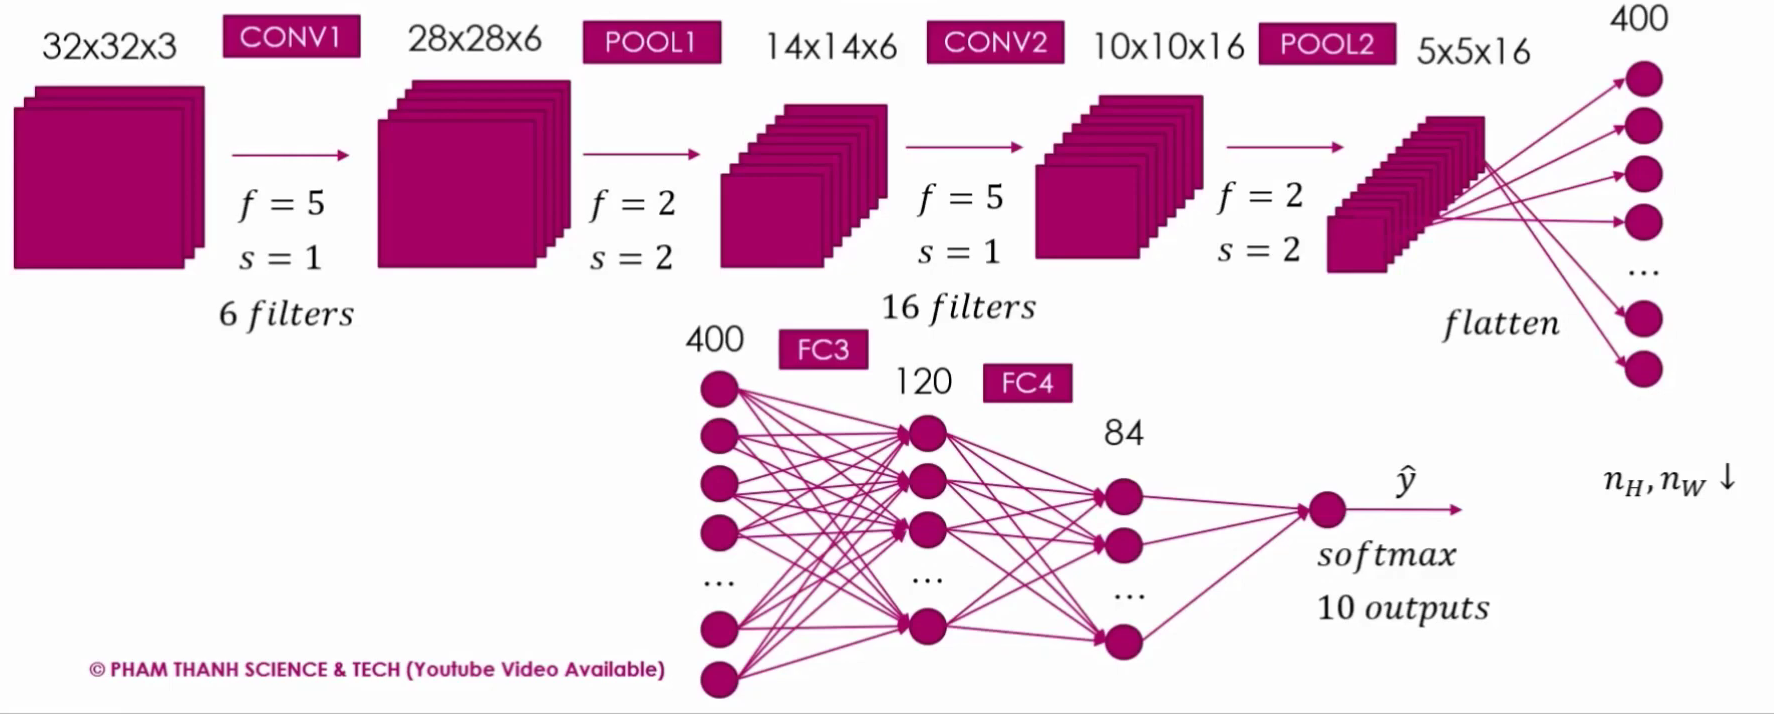 32x32x3
CONV1
28x28x6
POOL1
14x14x6
CONV2
10x10x16
POOL2
5x5x16
400
f = 5
s = 1
6 filters
f = 2
s = 2
f = 5
s = 1
16 filters
f = 2
s = 2
flatten
...
400
FC3
120
FC4
84
...
...
...
ŷ
softmax
10 outputs
n_H, n_W ↓
© PHAM THANH SCIENCE & TECH (Youtube Video Available)